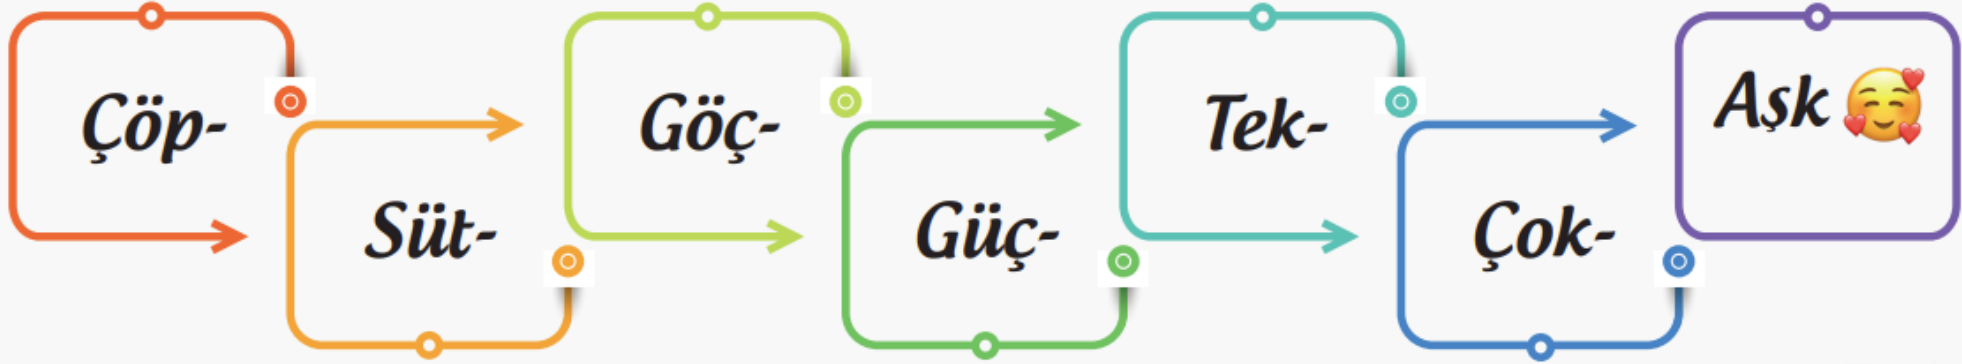 Çöp-
Süt-
Göç-
Güç-
Tek-
Çok-
Aşk 🥰